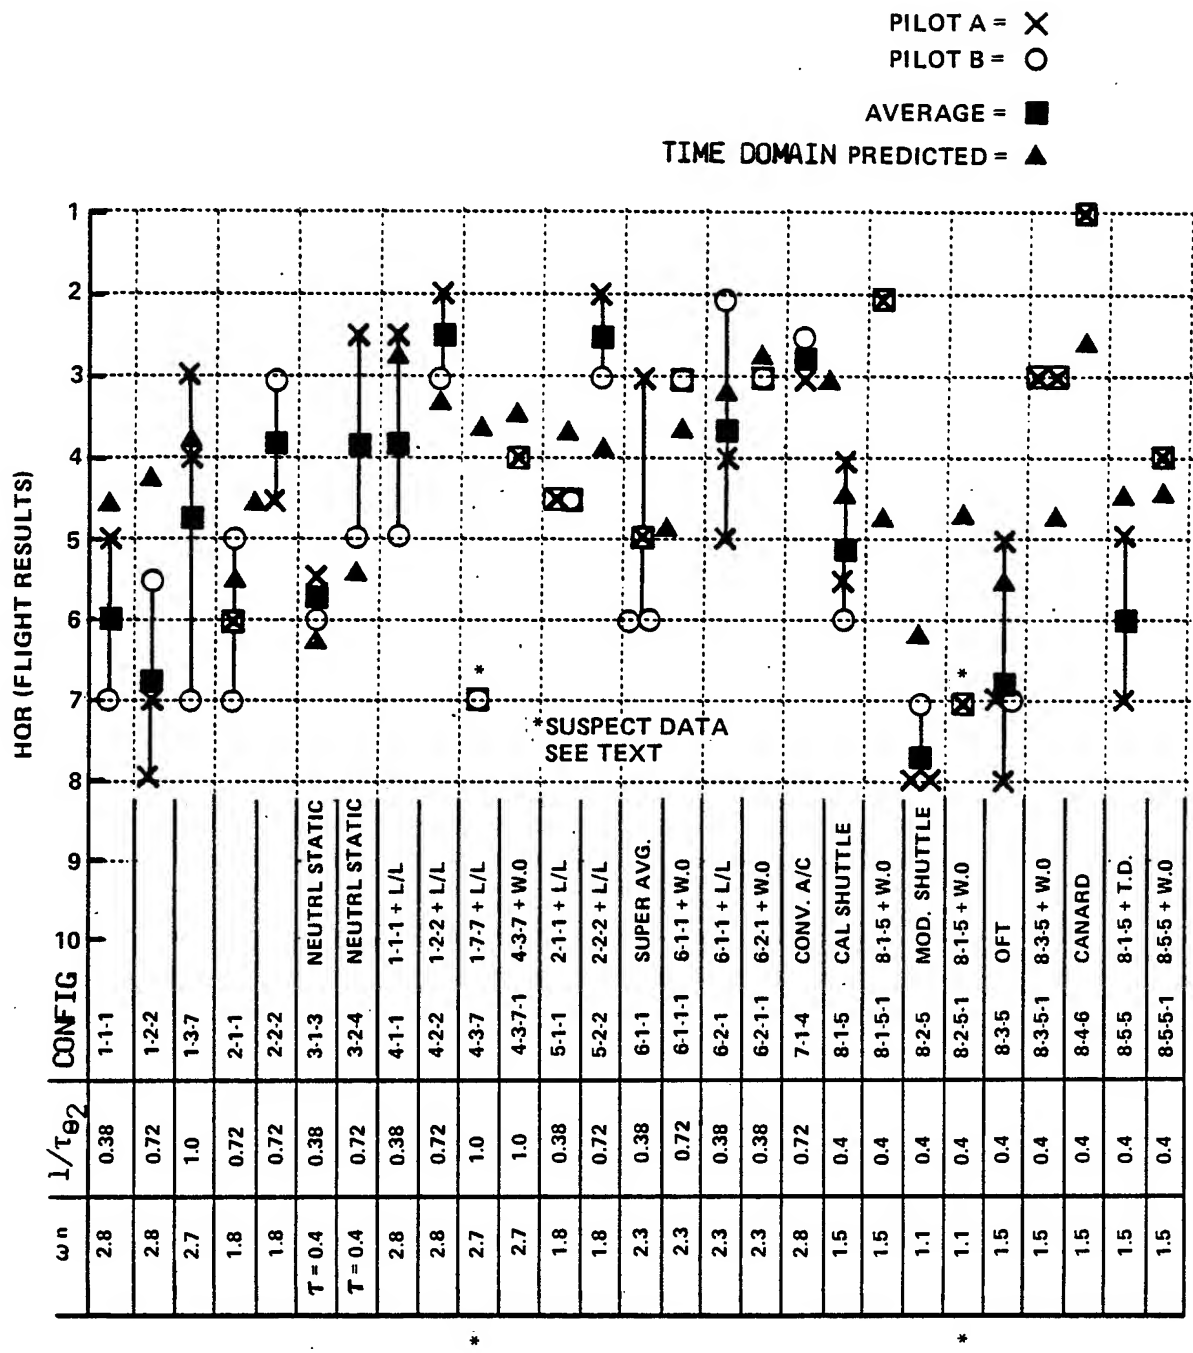 PILOT A = X
PILOT B = O
AVERAGE = ■
TIME DOMAIN PREDICTED = ▲
HQR (FLIGHT RESULTS)
1
2
3
4
5
6
7
8
9
10
*
*
*SUSPECT DATA
SEE TEXT
CONFIG
1-1-1
1-2-2
1-3-7
2-1-1
2-2-2
3-1-3 NEUTRL STATIC
3-2-4 NEUTRL STATIC
4-1-1 1-1-1 + L/L
4-2-2 1-2-2 + L/L
4-3-7 1-7-7 + L/L
4-3-7-1 4-3-7 + W.0
5-1-1 2-1-1 + L/L
5-2-2 2-2-2 + L/L
6-1-1 SUPER AVG.
6-1-1-1 6-1-1 + W.0
6-2-1 6-1-1 + L/L
6-2-1-1 6-2-1 + W.0
7-1-4 CONV. A/C
8-1-5 CAL SHUTTLE
8-1-5-1 8-1-5 + W.0
8-2-5 MOD. SHUTTLE
8-2-5-1 8-1-5 + W.0
8-3-5 OFT
8-3-5-1 8-3-5 + W.0
8-4-6 CANARD
8-5-5 8-1-5 + T.D.
8-5-5-1 8-5-5 + W.0
1/τθ2 0.38 0.72 1.0 0.72 0.72 0.38 0.72 0.38 0.72 1.0 1.0 0.38 0.72 0.38 0.72 0.38 0.38 0.72 0.4 0.4 0.4 0.4 0.4 0.4 0.4 0.4 0.4
ωn 2.8 2.8 2.7 1.8 1.8 τ = 0.4 τ = 0.4 2.8 2.8 2.7 2.7 1.8 1.8 2.3 2.3 2.3 2.3 2.8 1.5 1.5 1.1 1.1 1.5 1.5 1.5 1.5 1.5
* *